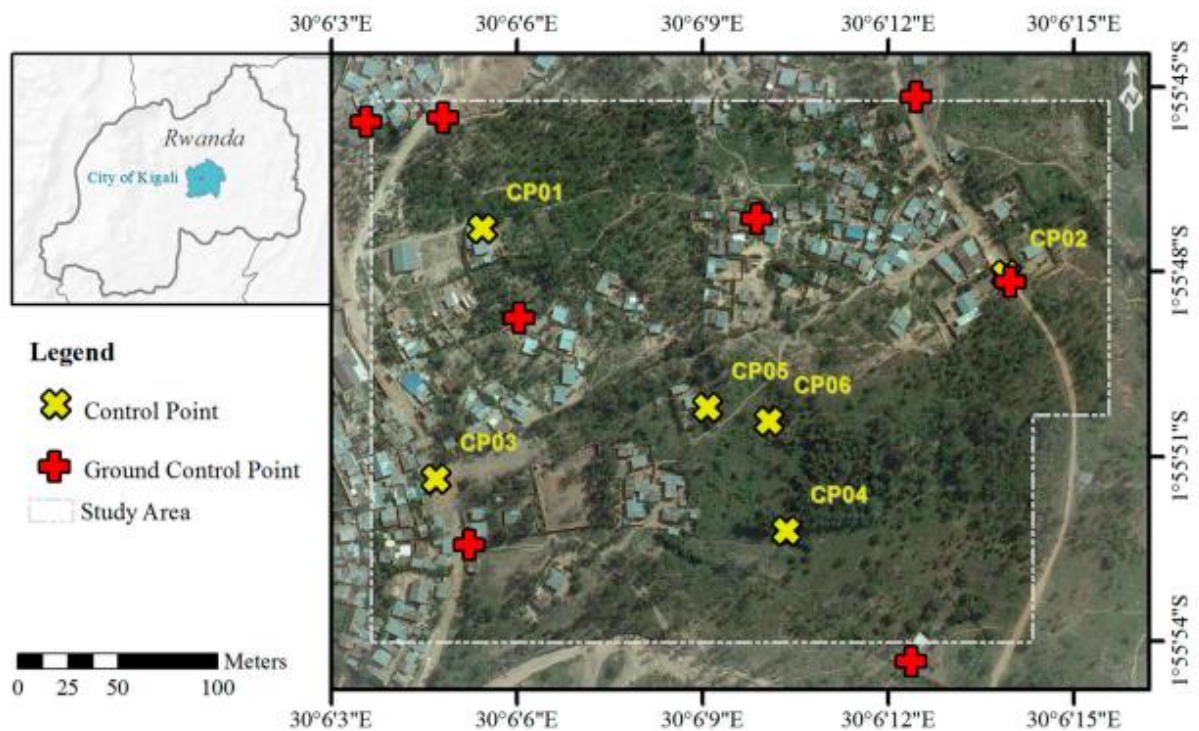 30°6'3"E 30°6'6"E 30°6'9"E 30°6'12"E 30°6'15"E
1°55'45"S
1°55'48"S
1°55'51"S
1°55'54"S
Rwanda
City of Kigali
N
CP01
CP02
CP05
CP06
CP03
CP04
Legend
Control Point
Ground Control Point
Study Area
Meters
0 25 50 100
30°6'3"E 30°6'6"E 30°6'9"E 30°6'12"E 30°6'15"E